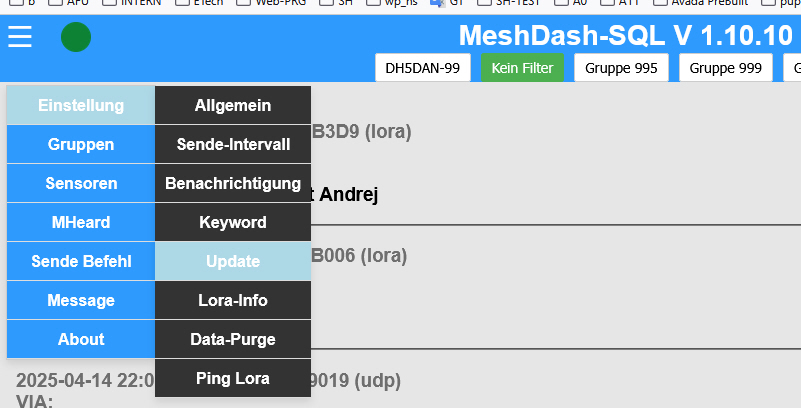 b AFU INTERN ETech Web-PRG SH wp_ns GT SH-TEST A0 ATT Avada PreBuilt pup
MeshDash-SQL V 1.10.10
DH5DAN-99 Kein Filter Gruppe 995 Gruppe 999 G
Einstellung Allgemein
B3D9 (lora)
Gruppen Sende-Intervall
Sensoren Benachrichtigung
t Andrej
MHeard Keyword
Sende Befehl Update
B006 (lora)
Message Lora-Info
About Data-Purge
Ping Lora
2025-04-14 22:0 9019 (udp)
VIA: